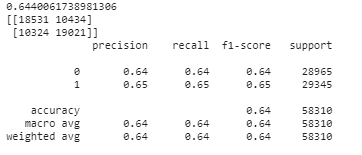 0.6440061738981306
[[18531 10434]
[10324 19021]]
precision recall f1-score support
0 0.64 0.64 0.64 28965
1 0.65 0.65 0.65 29345
accuracy 0.64 58310
macro avg 0.64 0.64 0.64 58310
weighted avg 0.64 0.64 0.64 58310